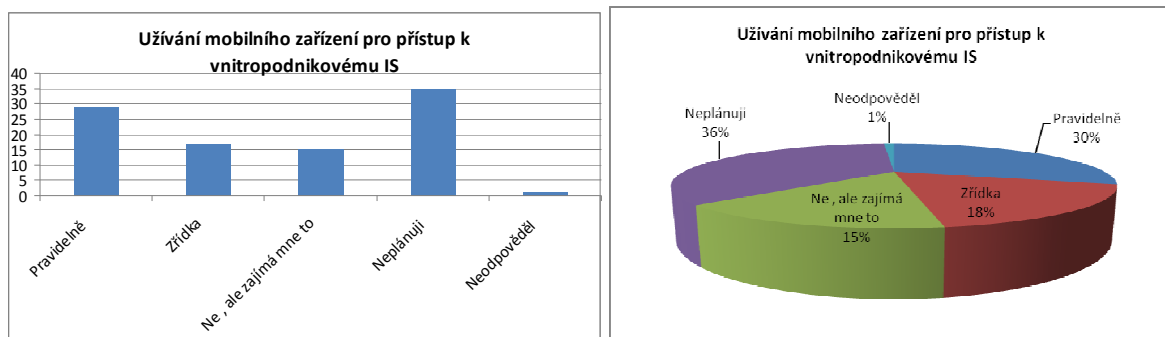 Užívání mobilního zařízení pro přístup k
vnitropodnikovému IS
40
35
30
25
20
15
10
5
0
Pravidelně
Zřídka
Ne , ale zajímá mne to
Neplánuji
Neodpověděl
Užívání mobilního zařízení pro přístup k
vnitropodnikovému IS
Neodpověděl
1%
Pravidelně
30%
Zřídka
18%
Ne , ale zajímá
mne to
15%
Neplánuji
36%